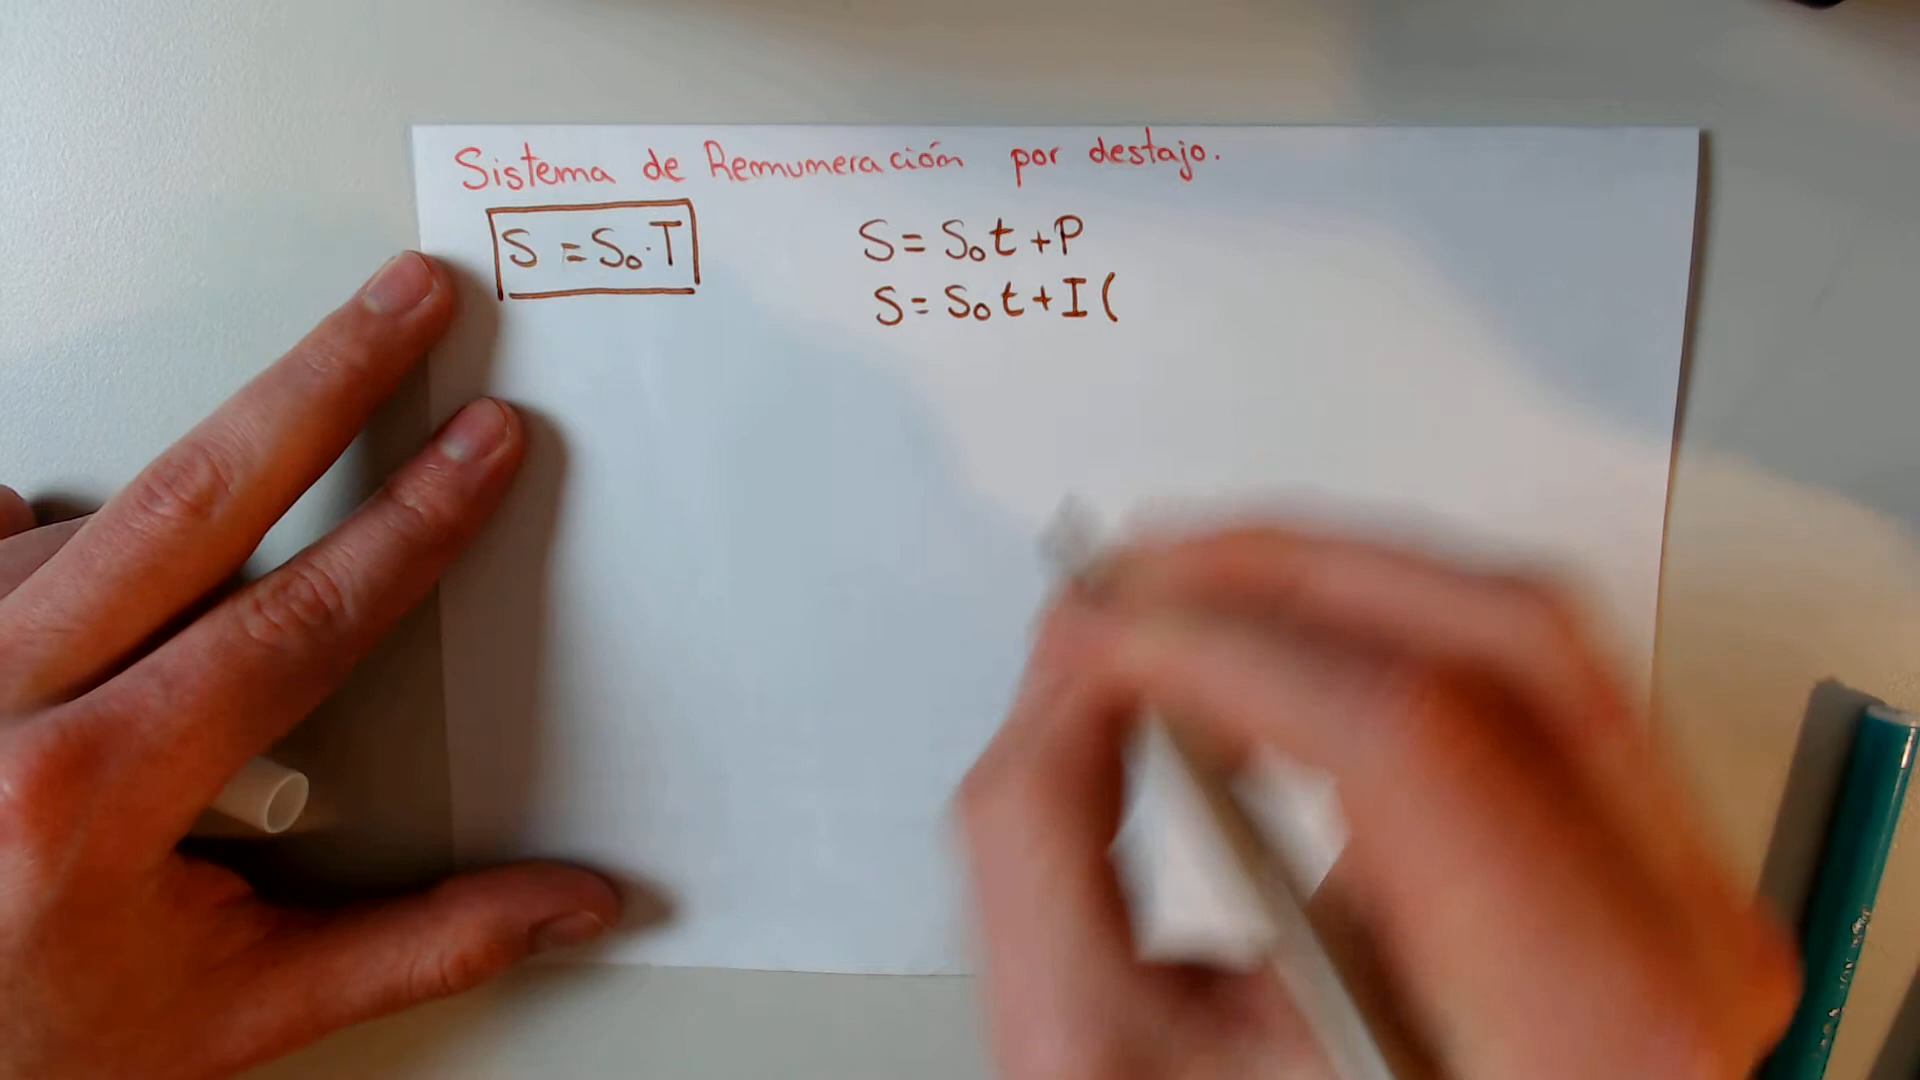 Sistema de Remumeración por destajo.
S = S₀·T
S = S₀t + P
S = S₀t + I (